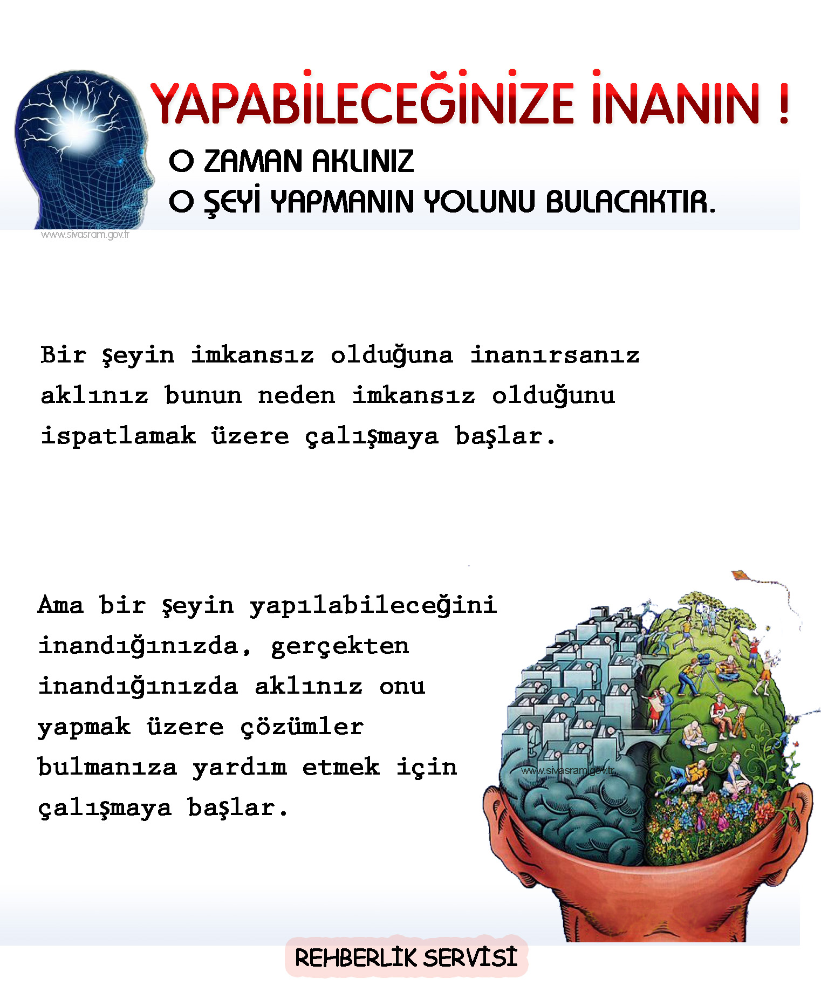 YAPABİLECEĞİNİZE İNANIN !
O ZAMAN AKLINIZ
O ŞEYİ YAPMANIN YOLUNU BULACAKTIR.
www.sivasram.gov.tr
Bir şeyin imkansız olduğuna inanırsanız
aklınız bunun neden imkansız olduğunu
ispatlamak üzere çalışmaya başlar.
Ama bir şeyin yapılabileceğini
inandığınızda, gerçekten
inandığınızda aklınız onu
yapmak üzere çözümler
bulmanıza yardım etmek için
çalışmaya başlar.
www.sivasram.gov.tr
REHBERLİK SERVİSİ